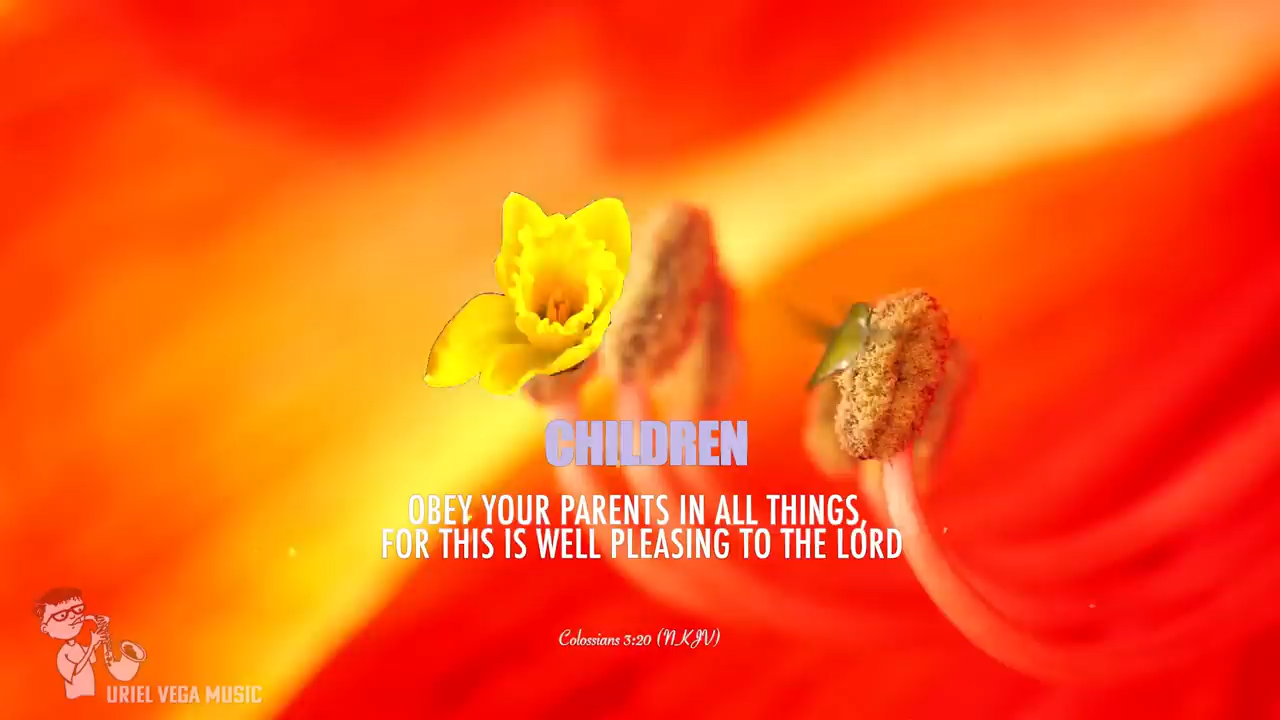 CHILDREN
OBEY YOUR PARENTS IN ALL THINGS,
FOR THIS IS WELL PLEASING TO THE LORD
Colossians 3:20 (NKJV)
URIEL VEGA MUSIC